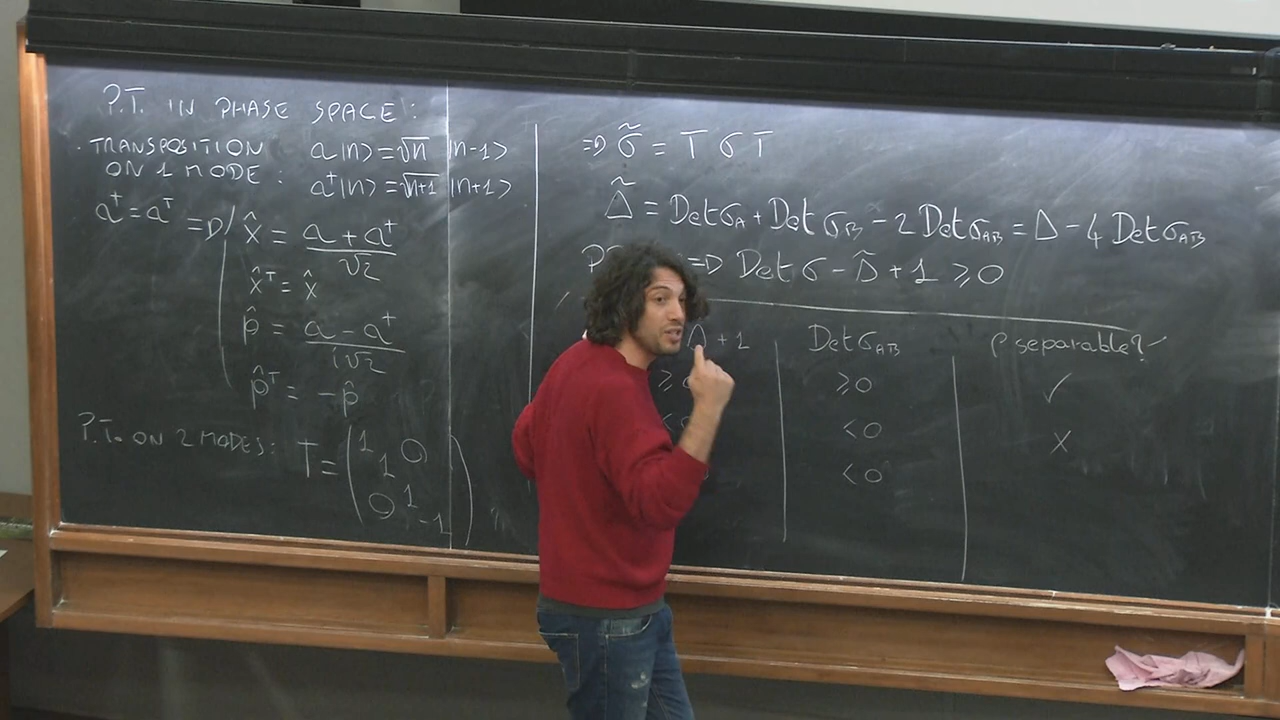 P.T. IN PHASE SPACE:
· TRANSPOSITION ON 1 MODE:
a|n⟩=√n |n-1⟩
a†|n⟩=√n+1 |n+1⟩
a†=aᵀ =D
x̂ = a + a† / √2
x̂ᵀ = x̂
p̂ = a - a† / i√2
p̂ᵀ = -p̂
P.T. ON 2 MODES: T = (1 1 0 0 1 -1)
=D σ̃ = T σ T
Δ̃ = Det σA + Det σB - 2 Det σAB = Δ - 4 Det σAB
=D Det σ - Δ̃ + 1 ⩾ 0
+ 1 Det σAB ρ separable?
⩾ ⩾0 ✓
<0 X
<0